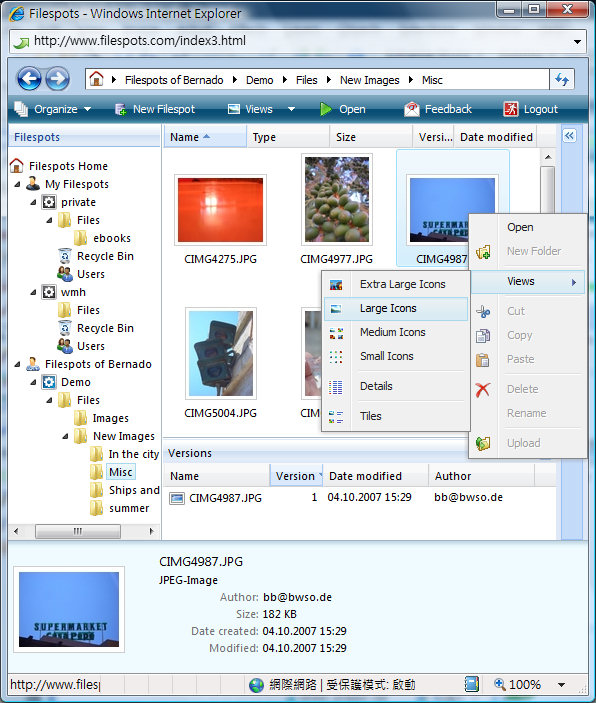 Filespots - Windows Internet Explorer
http://www.filespots.com/index3.html
Filespots of Bernado Demo Files New Images Misc
Organize New Filespot Views Open Feedback Logout
Filespots
Name Type Size Versi... Date modified
Filespots Home
My Filespots
private
Files
ebooks
Recycle Bin
Users
wmh
Files
Recycle Bin
Users
Filespots of Bernado
Demo
Files
Images
New Images
In the city
Misc
Ships and
summer
SUPERMARKET
CIMG4275.JPG CIMG4977.JPG CIMG4987
CIMG5004.JPG
Open
New Folder
Views
Cut
Copy
Paste
Delete
Rename
Upload
Extra Large Icons
Large Icons
Medium Icons
Small Icons
Details
Tiles
Versions
Name Version Date modified Author
CIMG4987.JPG 1 04.10.2007 15:29 bb@bwso.de
SUPERMARKET
CIMG4987.JPG
JPEG-Image
Author: bb@bwso.de
Size: 182 KB
Date created: 04.10.2007 15:29
Modified: 04.10.2007 15:29
http://www.files 網際網路 | 受保護模式: 啟動 100%